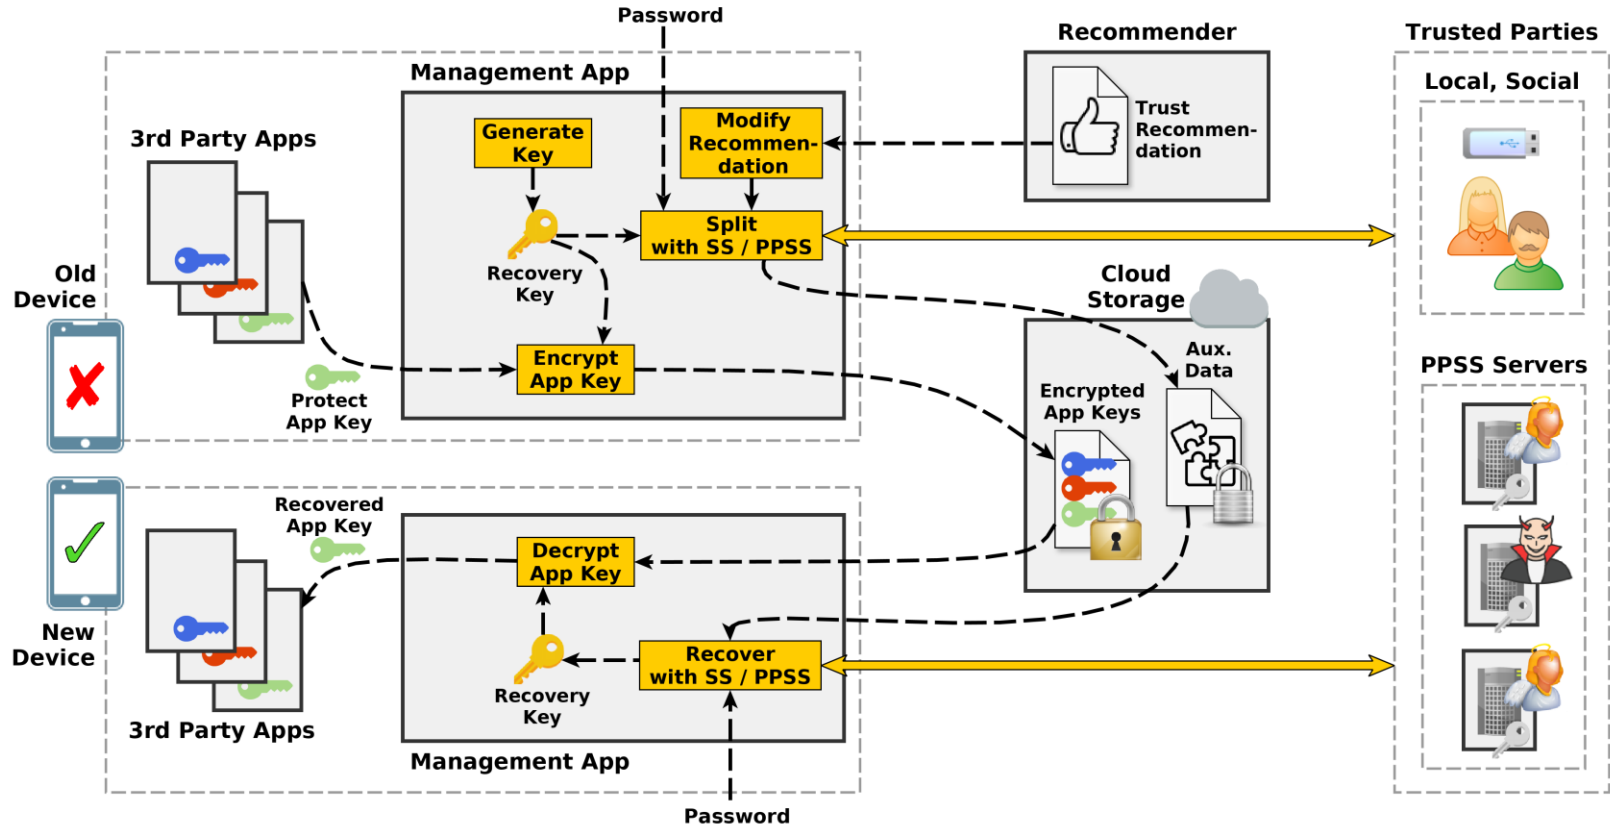 Password
Recommender
Trusted Parties
Management App
Local, Social
3rd Party Apps
Generate
Key
Modify
Recommen-
dation
Trust
Recommen-
dation
Split
with SS / PPSS
Recovery
Key
Old
Device
Cloud
Storage
Encrypt
App Key
Aux.
Data
PPSS Servers
Protect
App Key
Encrypted
App Keys
Recovered
App Key
Decrypt
App Key
New
Device
Recover
with SS / PPSS
Recovery
Key
3rd Party Apps
Management App
Password